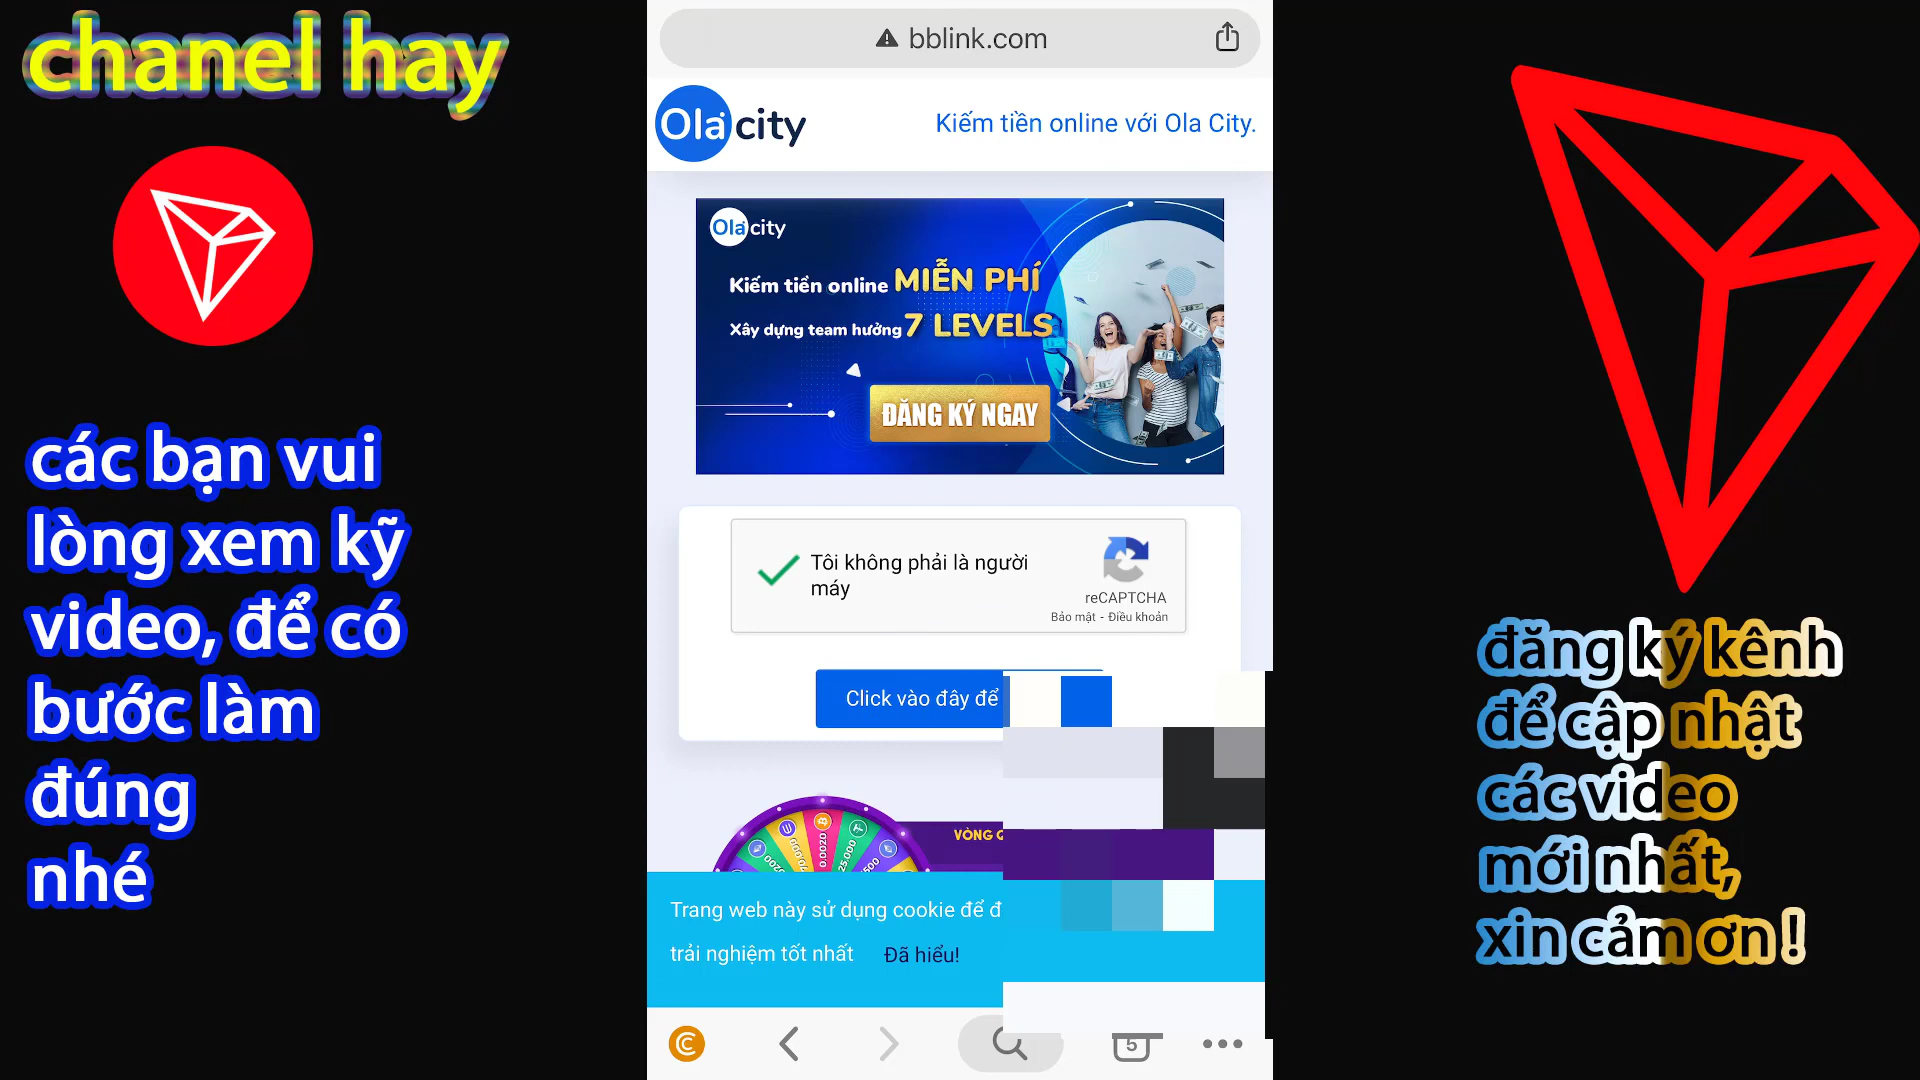 chanel hay
các bạn vui
lòng xem kỹ
video, để có
bước làm
đúng
nhé
bblink.com
Ola city
Kiếm tiền online với Ola City.
Ola city
Kiếm tiền online MIỄN PHÍ
Xây dựng team hưởng 7 LEVELS
ĐĂNG KÝ NGAY
Tôi không phải là người
máy
reCAPTCHA
Bảo mật - Điều khoản
Click vào đây để
VÒNG
0.0020
Trang web này sử dụng cookie để
trải nghiệm tốt nhất Đã hiểu!
5
đăng ký kênh
để cập nhật
các video
mới nhất,
xin cảm ơn !